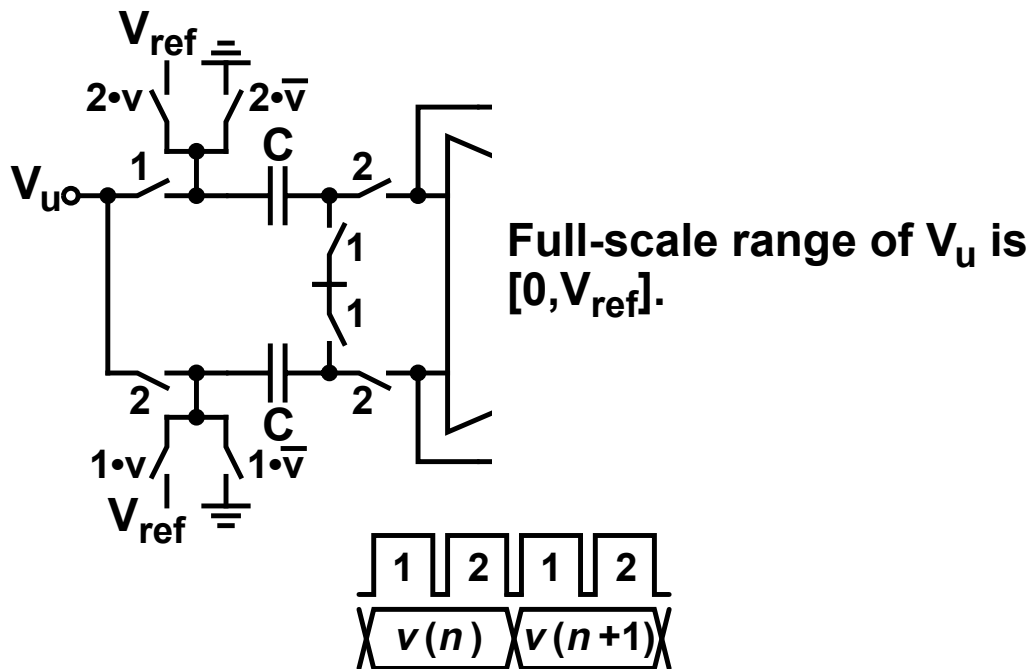 V_ref
2•v 2•v̅
C
1 2
V_u
1
Full-scale range of V_u is
[0,V_ref].
1
2 2
C
1•v 1•v̅
V_ref
1 2 1 2
v(n) v(n+1)